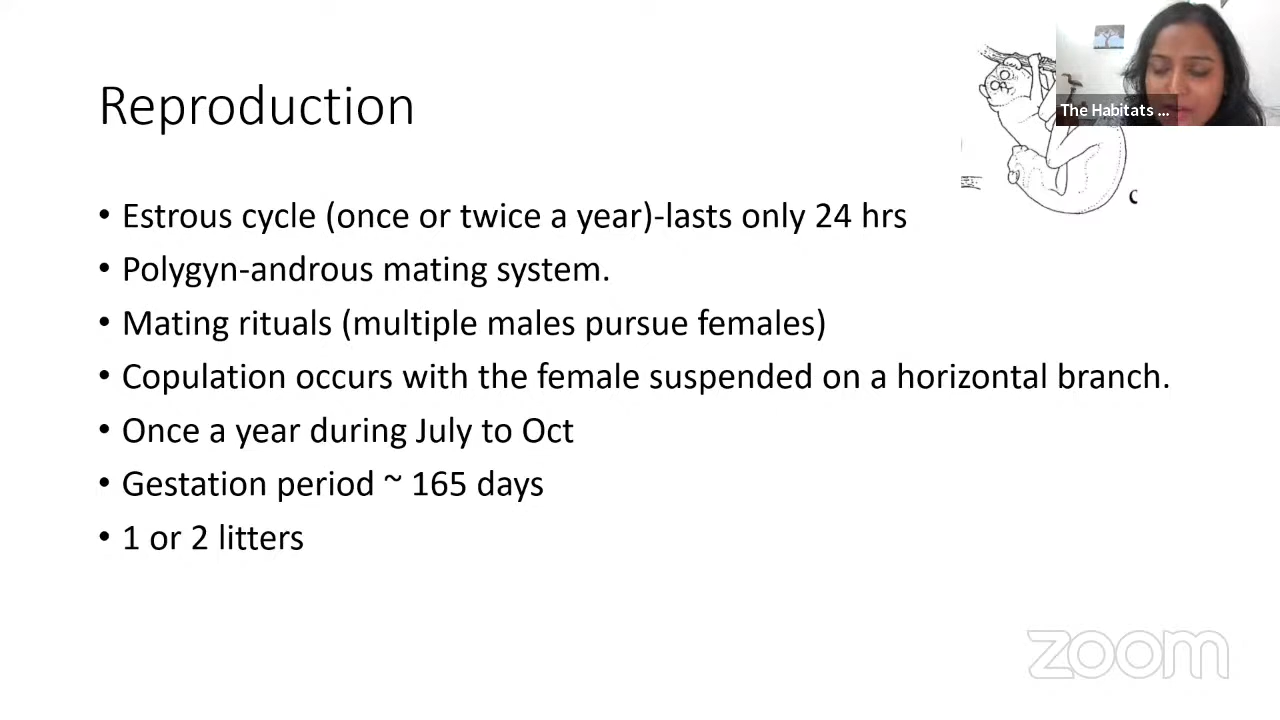 Reproduction
The Habitats ...
• Estrous cycle (once or twice a year)-lasts only 24 hrs
• Polygyn-androus mating system.
• Mating rituals (multiple males pursue females)
• Copulation occurs with the female suspended on a horizontal branch.
• Once a year during July to Oct
• Gestation period ~ 165 days
• 1 or 2 litters
zoom